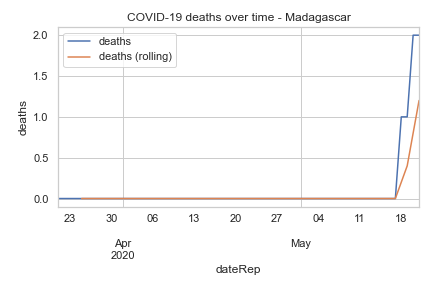 COVID-19 deaths over time - Madagascar
deaths
deaths (rolling)
deaths
2.0
1.5
1.0
0.5
0.0
23 30 06 13 20 27 04 11 18
Apr May
2020
dateRep